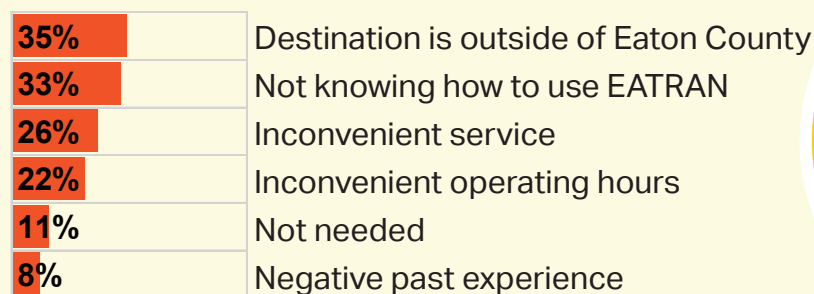 35% Destination is outside of Eaton County
33% Not knowing how to use EATRAN
26% Inconvenient service
22% Inconvenient operating hours
11% Not needed
8% Negative past experience